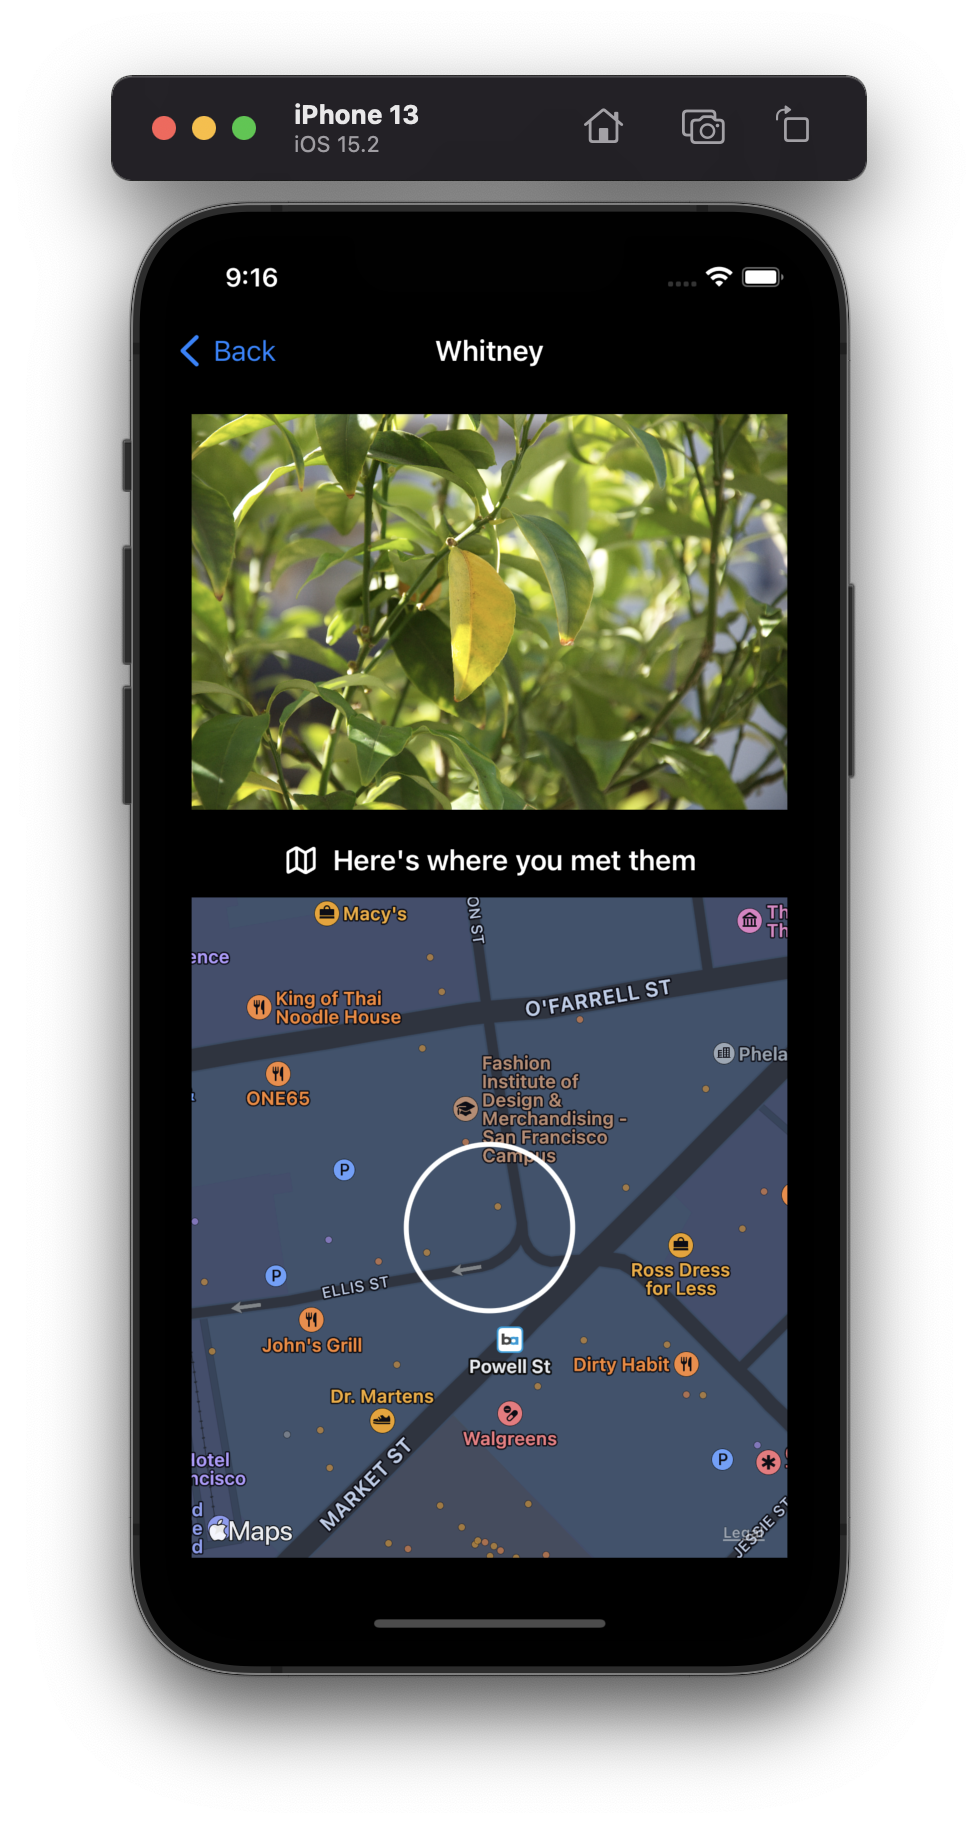 iPhone 13
iOS 15.2
9:16
Back
Whitney
Here's where you met them
Macy's
ON ST
Th
Th
ence
King of Thai
Noodle House
O'FARRELL ST
Phela
ONE65
Fashion
Institute of
Design &
Merchandising -
San Francisco
Campus
P
P
ELLIS ST
Ross Dress
for Less
John's Grill
ba
Powell St
Dirty Habit
Dr. Martens
Walgreens
MARKET ST
P
lotel
ncisco
d
e
d
Maps
Legal
JESSIE ST